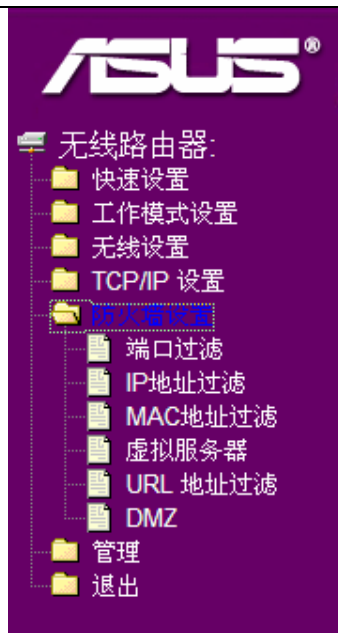 ASUS®
无线路由器:
快速设置
工作模式设置
无线设置
TCP/IP 设置
防火墙设置
端口过滤
IP地址过滤
MAC地址过滤
虚拟服务器
URL 地址过滤
DMZ
管理
退出